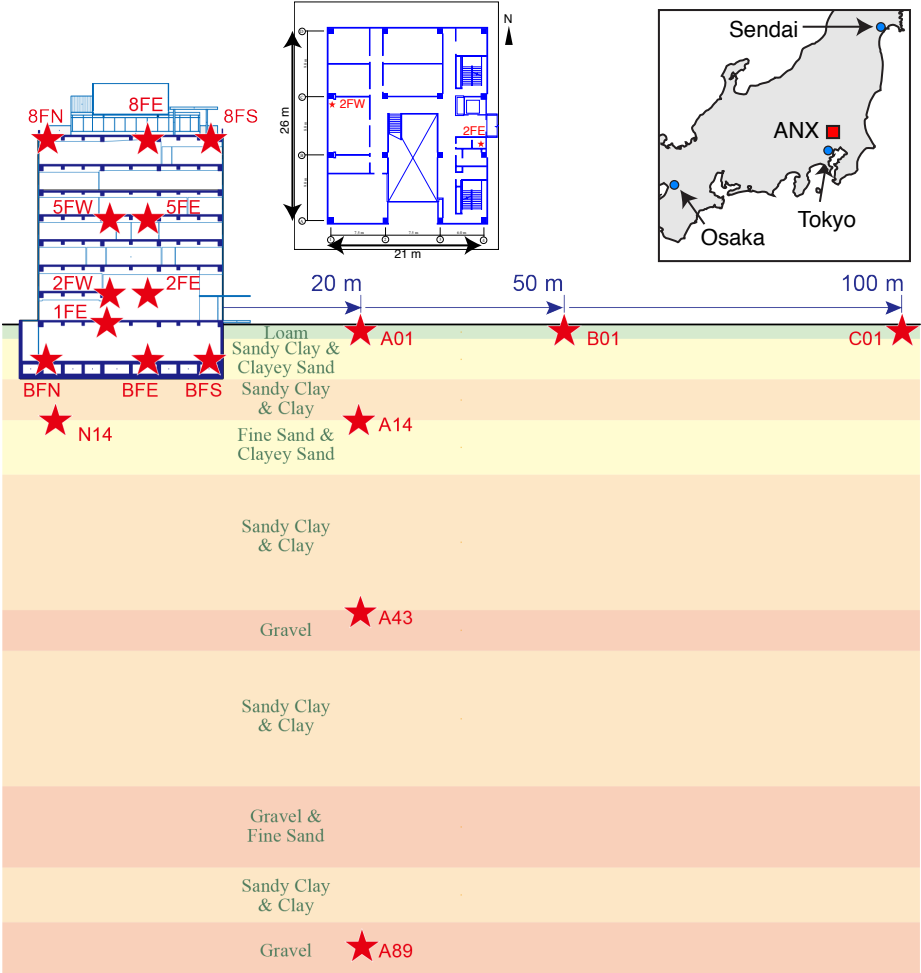 N
Sendai
ANX
Tokyo
Osaka
2FW
2FE
26 m
21 m
8FN
8FE
8FS
5FW
5FE
2FW
2FE
1FE
BFN
BFE
BFS
N14
20 m
50 m
100 m
A01
B01
C01
Loam
Sandy Clay &
Clayey Sand
Sandy Clay
& Clay
A14
Fine Sand &
Clayey Sand
Sandy Clay
& Clay
A43
Gravel
Sandy Clay
& Clay
Gravel &
Fine Sand
Sandy Clay
& Clay
Gravel
A89